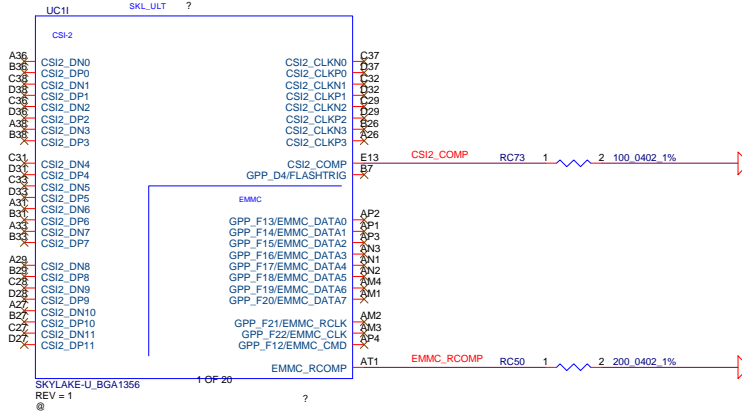 UC1I
SKL_ULT ?
CSI-2
A36 CSI2_DN0
B36 CSI2_DP0
C38 CSI2_DN1
D38 CSI2_DP1
C36 CSI2_DN2
D36 CSI2_DP2
A38 CSI2_DN3
B38 CSI2_DP3
C31 CSI2_DN4
D31 CSI2_DP4
C33 CSI2_DN5
D33 CSI2_DP5
A31 CSI2_DN6
B31 CSI2_DP6
A33 CSI2_DN7
B33 CSI2_DP7
A29 CSI2_DN8
B29 CSI2_DP8
C28 CSI2_DN9
D28 CSI2_DP9
A27 CSI2_DN10
B27 CSI2_DP10
C27 CSI2_DN11
D27 CSI2_DP11
CSI2_CLKN0 C37
CSI2_CLKP0 D37
CSI2_CLKN1 C32
CSI2_CLKP1 D32
CSI2_CLKN2 C29
CSI2_CLKP2 D29
CSI2_CLKN3 B26
CSI2_CLKP3 A26
CSI2_COMP E13 CSI2_COMP RC73 1 2 100_0402_1%
GPP_D4/FLASHTRIG B7
EMMC
GPP_F13/EMMC_DATA0 AP2
GPP_F14/EMMC_DATA1 AP1
GPP_F15/EMMC_DATA2 AP3
GPP_F16/EMMC_DATA3 AN3
GPP_F17/EMMC_DATA4 AN1
GPP_F18/EMMC_DATA5 AN2
GPP_F19/EMMC_DATA6 AM4
GPP_F20/EMMC_DATA7 AM1
GPP_F21/EMMC_RCLK AM2
GPP_F22/EMMC_CLK AM3
GPP_F12/EMMC_CMD AP4
EMMC_RCOMP AT1 EMMC_RCOMP RC50 1 2 200_0402_1%
SKYLAKE-U_BGA1356
1 OF 20
REV = 1
?
@